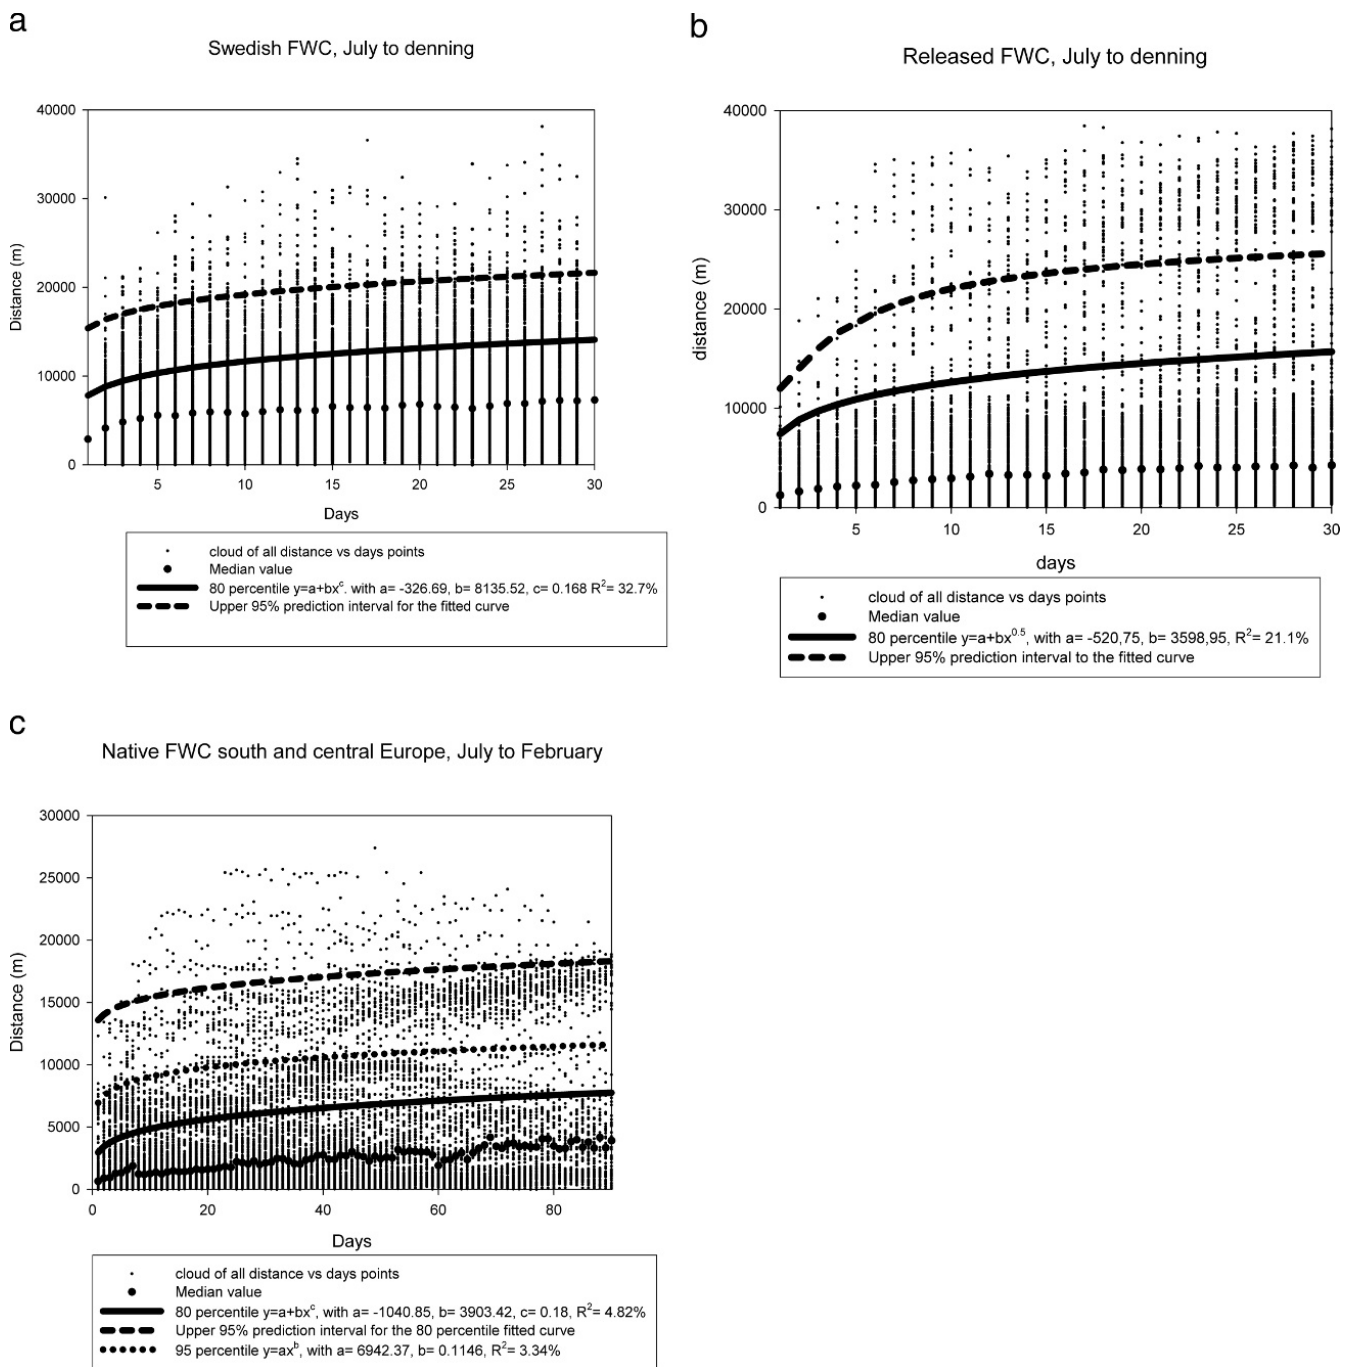 a
Swedish FWC, July to denning
40000
30000
20000
10000
0
Distance (m)
5
10
15
20
25
30
Days
cloud of all distance vs days points
Median value
80 percentile y=a+bx^c. with a= -326.69, b= 8135.52, c= 0.168 R²= 32.7%
Upper 95% prediction interval for the fitted curve
b
Released FWC, July to denning
40000
30000
20000
10000
0
distance (m)
5
10
15
20
25
30
days
cloud of all distance vs days points
Median value
80 percentile y=a+bx^0.5, with a= -520,75, b= 3598,95, R²= 21.1%
Upper 95% prediction interval to the fitted curve
c
Native FWC south and central Europe, July to February
30000
25000
20000
15000
10000
5000
0
Distance (m)
0
20
40
60
80
Days
cloud of all distance vs days points
Median value
80 percentile y=a+bx^c, with a= -1040.85, b= 3903.42, c= 0.18, R²= 4.82%
Upper 95% prediction interval for the 80 percentile fitted curve
95 percentile y=ax^b, with a= 6942.37, b= 0.1146, R²= 3.34%